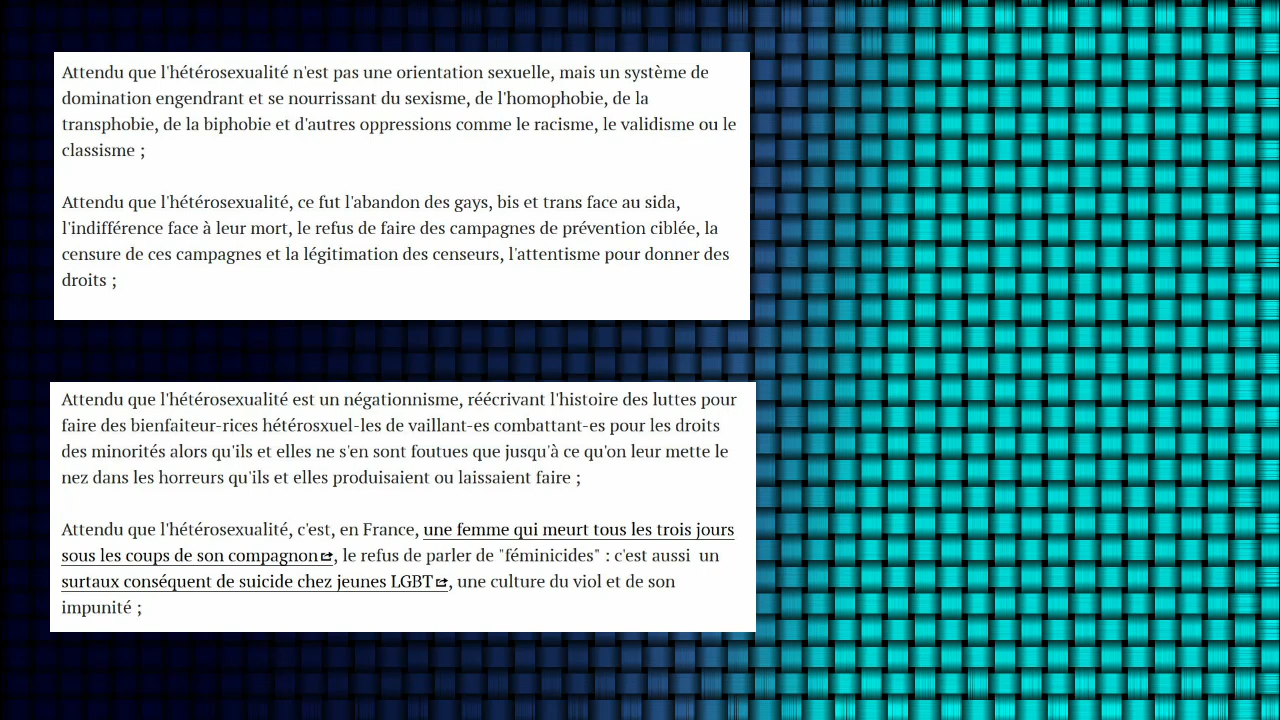 Attendu que l'hétérosexualité n'est pas une orientation sexuelle, mais un système de
domination engendrant et se nourrissant du sexisme, de l'homophobie, de la
transphobie, de la biphobie et d'autres oppressions comme le racisme, le validisme ou le
classisme ;
Attendu que l'hétérosexualité, ce fut l'abandon des gays, bis et trans face au sida,
l'indifférence face à leur mort, le refus de faire des campagnes de prévention ciblée, la
censure de ces campagnes et la légitimation des censeurs, l'attentisme pour donner des
droits ;
Attendu que l'hétérosexualité est un négationnisme, réécrivant l'histoire des luttes pour
faire des bienfaiteur-rices hétérosxuel-les de vaillant-es combattant-es pour les droits
des minorités alors qu'ils et elles ne s'en sont foutues que jusqu'à ce qu'on leur mette le
nez dans les horreurs qu'ils et elles produisaient ou laissaient faire ;
Attendu que l'hétérosexualité, c'est, en France, une femme qui meurt tous les trois jours
sous les coups de son compagnon, le refus de parler de "féminicides" : c'est aussi un
surtaux conséquent de suicide chez jeunes LGBT, une culture du viol et de son
impunité ;